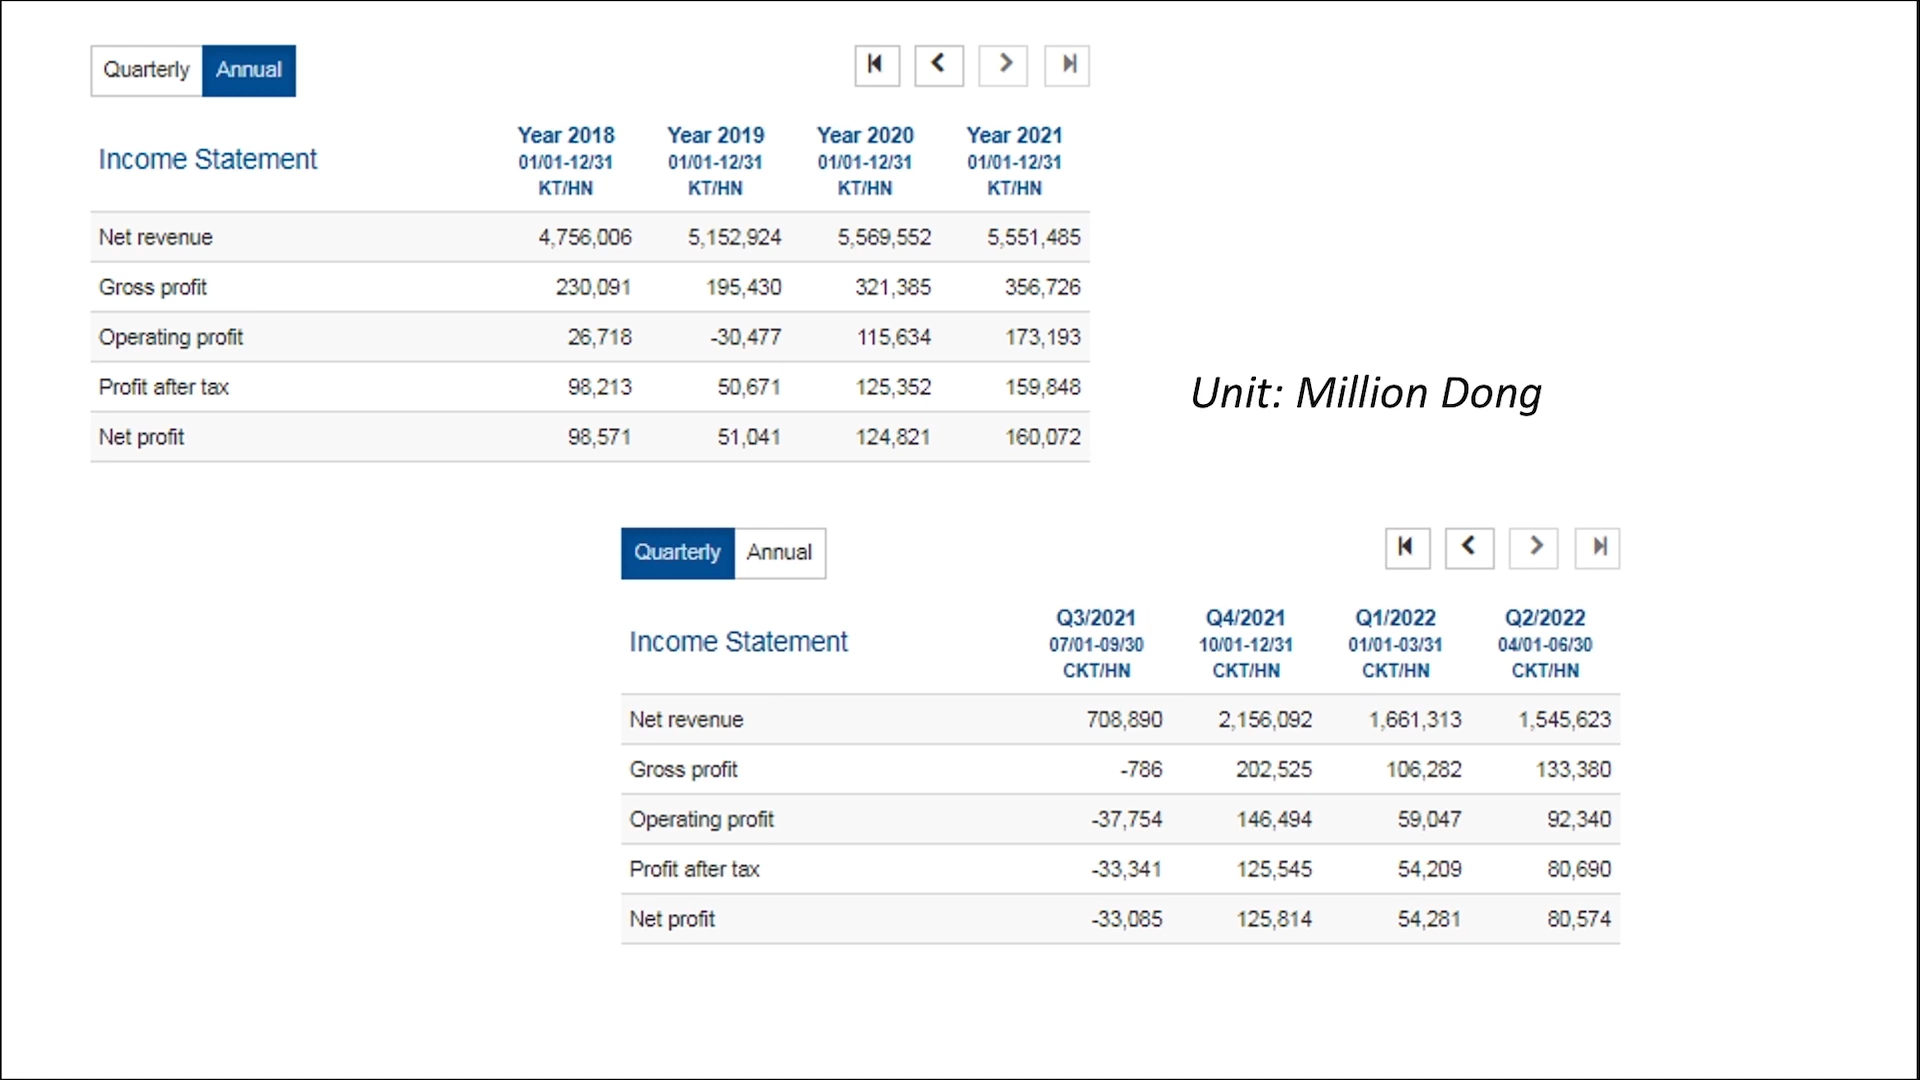 Quarterly Annual
Year 2018 Year 2019 Year 2020 Year 2021
Income Statement 01/01-12/31 01/01-12/31 01/01-12/31 01/01-12/31
KT/HN KT/HN KT/HN KT/HN
Net revenue 4,756,006 5,152,924 5,569,552 5,551,485
Gross profit 230,091 195,430 321,385 356,726
Operating profit 26,718 -30,477 115,634 173,193
Profit after tax 98,213 50,671 125,352 159,848
Net profit 98,571 51,041 124,821 160,072
Unit: Million Dong
Quarterly Annual
Q3/2021 Q4/2021 Q1/2022 Q2/2022
Income Statement 07/01-09/30 10/01-12/31 01/01-03/31 04/01-06/30
CKT/HN CKT/HN CKT/HN CKT/HN
Net revenue 708,890 2,156,092 1,661,313 1,545,623
Gross profit -786 202,525 106,282 133,380
Operating profit -37,754 146,494 59,047 92,340
Profit after tax -33,341 125,545 54,209 80,690
Net profit -33,085 125,814 54,281 80,574